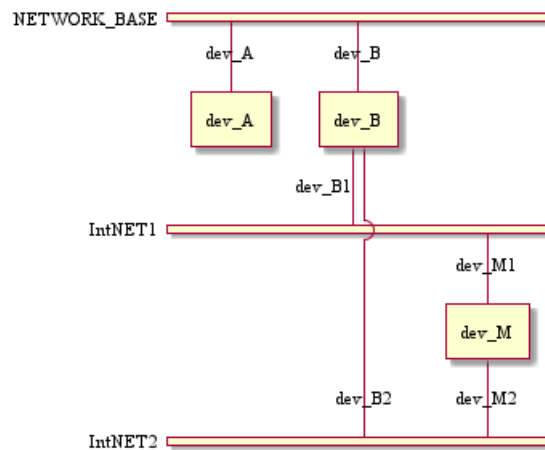 NETWORK_BASE
dev_A dev_B
dev_A dev_B
dev_B1
IntNET1
dev_M1
dev_M
dev_B2 dev_M2
IntNET2